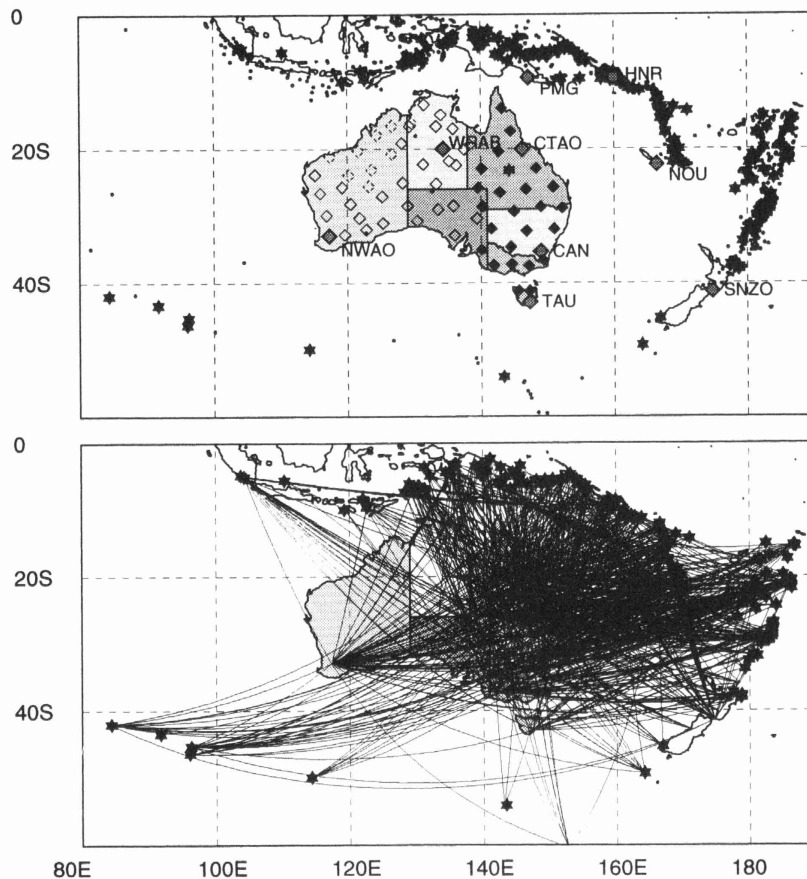 0
HNR
PMG
WRAB
CTAO
20S
NOU
NWAO
CAN
40S
SNZO
TAU
0
20S
40S
80E
100E
120E
140E
160E
180